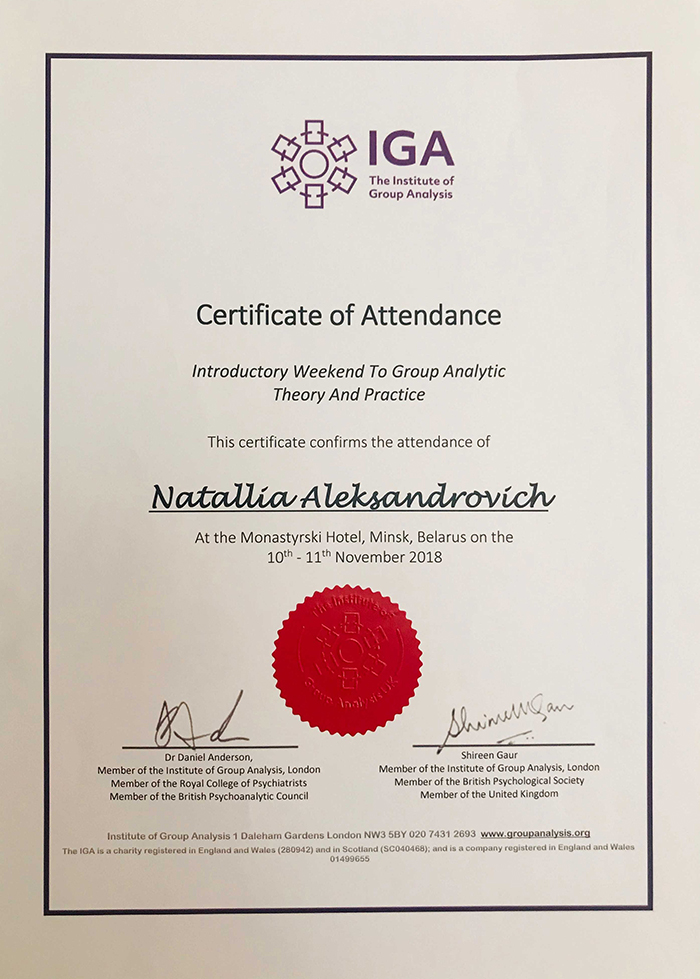 IGA
The Institute of
Group Analysis
Certificate of Attendance
Introductory Weekend To Group Analytic
Theory And Practice
This certificate confirms the attendance of
Natallia Aleksandrovich
At the Monastyrski Hotel, Minsk, Belarus on the
10th - 11th November 2018
The Institute of
Group Analysis UK
Dr Daniel Anderson,
Member of the Institute of Group Analysis, London
Member of the Royal College of Psychiatrists
Member of the British Psychoanalytic Council
Shireen Gaur
Member of the Institute of Group Analysis, London
Member of the British Psychological Society
Member of the United Kingdom
Institute of Group Analysis 1 Daleham Gardens London NW3 5BY 020 7431 2693 www.groupanalysis.org
The IGA is a charity registered in England and Wales (280942) and in Scotland (SC040468); and is a company registered in England and Wales
01499655